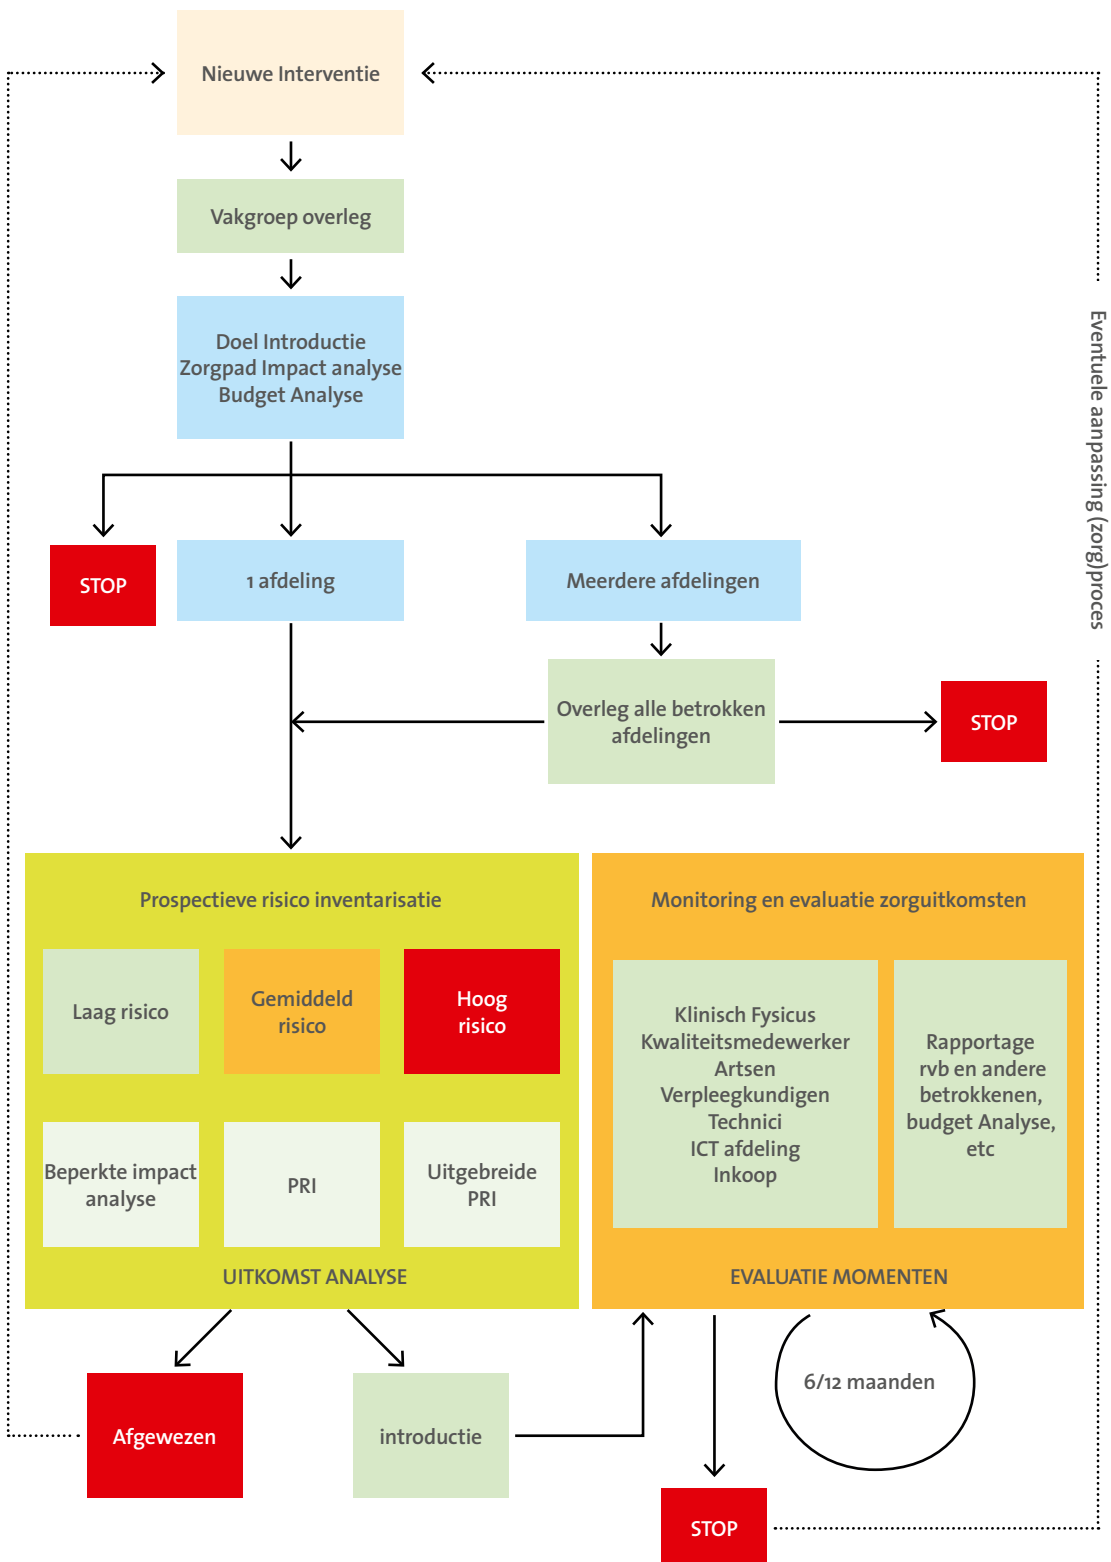 Nieuwe Interventie
Vakgroep overleg
Doel Introductie
Zorgpad Impact analyse
Budget Analyse
STOP
1 afdeling
Meerdere afdelingen
Overleg alle betrokken
afdelingen
STOP
Eventuele aanpassing (zorg)proces
Prospectieve risico inventarisatie
Laag risico
Gemiddeld
risico
Hoog
risico
Beperkte impact
analyse
PRI
Uitgebreide
PRI
UITKOMST ANALYSE
Monitoring en evaluatie zorguitkomsten
Klinisch Fysicus
Kwaliteitsmedewerker
Artsen
Verpleegkundigen
Technici
ICT afdeling
Inkoop
Rapportage
rvb en andere
betrokkenen,
budget Analyse,
etc
EVALUATIE MOMENTEN
Afgewezen
introductie
6/12 maanden
STOP